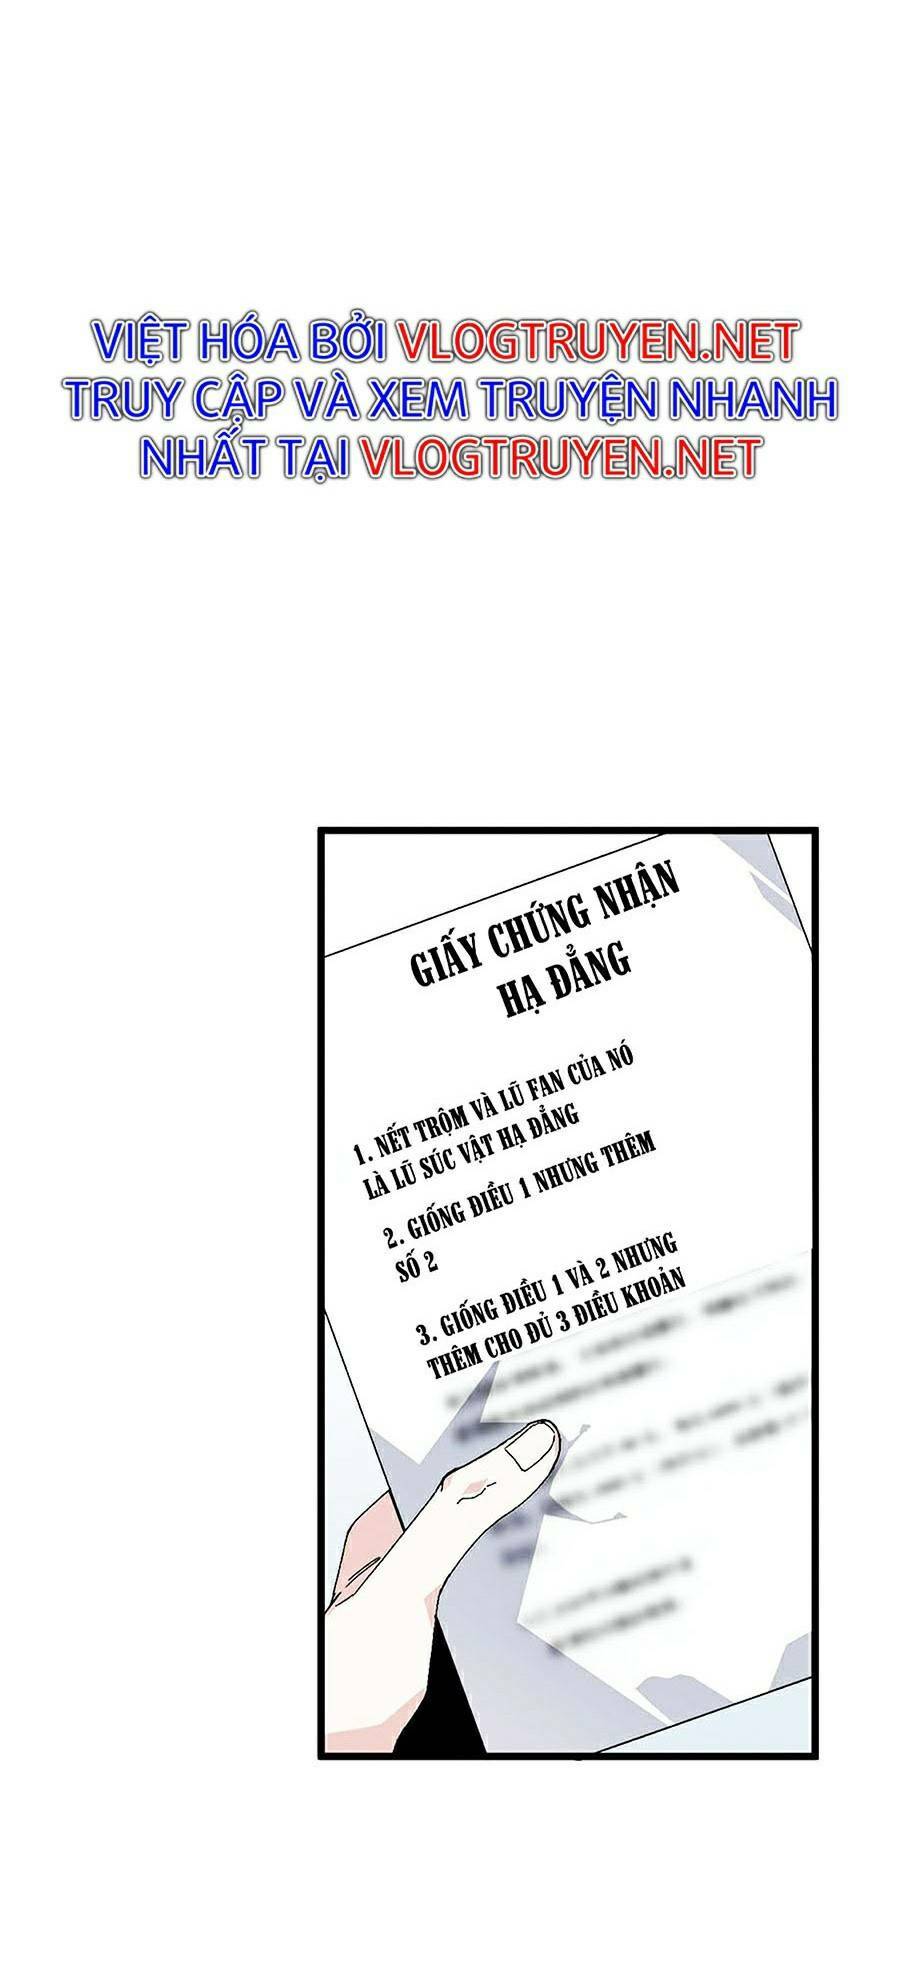 VIỆT HÓA BỞI VLOGTRUYEN.NET
TRUY CẬP VÀ XEM TRUYỆN NHANH
NHẤT TẠI VLOGTRUYEN.NET
GIẤY CHỨNG NHẬN
HẠ ĐẲNG
1. NẾT TRỘM VÀ LŨ FAN CỦA NÓ
LÀ LŨ SÚC VẬT HẠ ĐẲNG
2. GIỐNG ĐIỀU 1 NHƯNG THÊM
SỐ 2
3. GIỐNG ĐIỀU 1 VÀ 2 NHƯNG
THÊM CHO ĐỦ 3 ĐIỀU KHOẢN